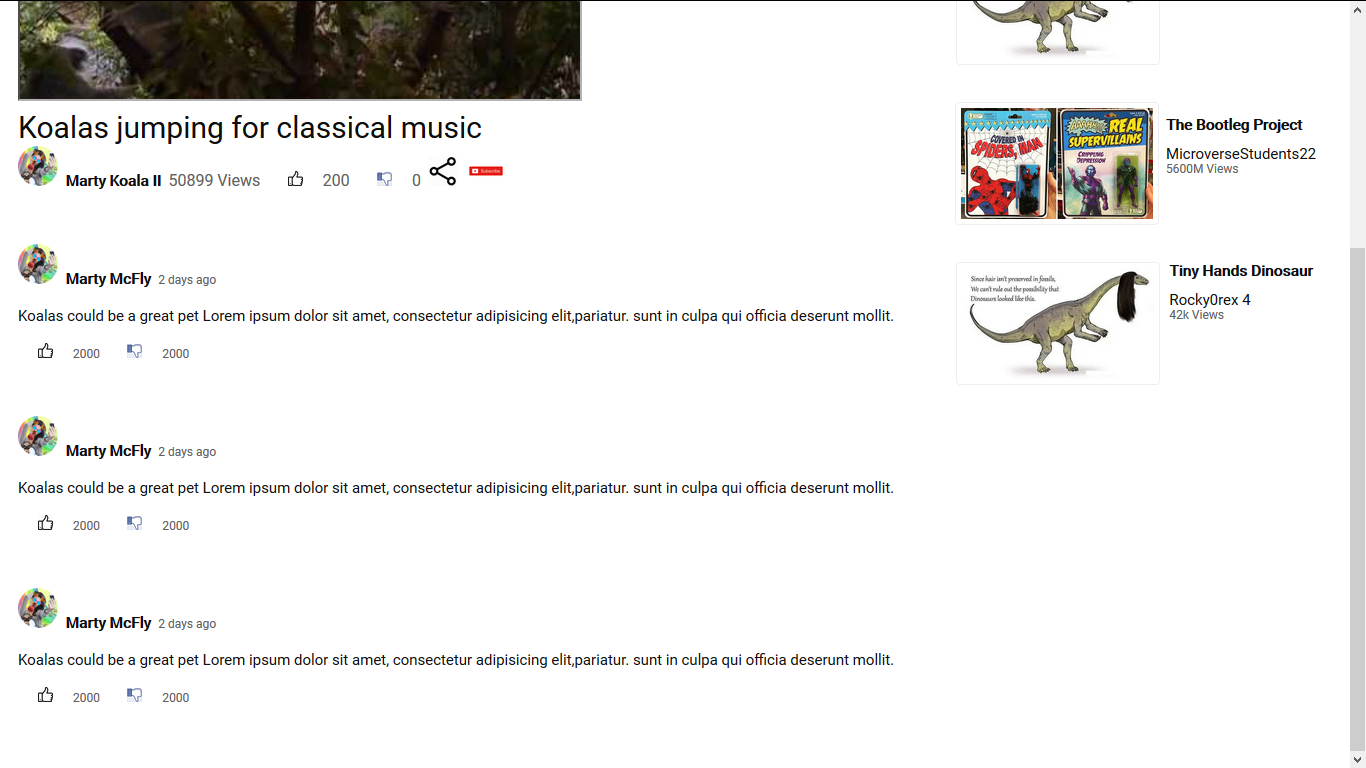 Koalas jumping for classical music
Marty Koala II 50899 Views 200 0 Subscribe
Marty McFly 2 days ago
Koalas could be a great pet Lorem ipsum dolor sit amet, consectetur adipisicing elit,pariatur. sunt in culpa qui officia deserunt mollit.
2000 2000
Marty McFly 2 days ago
Koalas could be a great pet Lorem ipsum dolor sit amet, consectetur adipisicing elit,pariatur. sunt in culpa qui officia deserunt mollit.
2000 2000
Marty McFly 2 days ago
Koalas could be a great pet Lorem ipsum dolor sit amet, consectetur adipisicing elit,pariatur. sunt in culpa qui officia deserunt mollit.
2000 2000
COVERED IN
SPIDERS, MAN
REAL
SUPERVILLAINS
CRIPPLING
DEPRESSION
The Bootleg Project
MicroverseStudents22
5600M Views
Since hair isn't preserved in fossils,
We can't rule out the possibility that
Dinosaurs looked like this.
Tiny Hands Dinosaur
Rocky0rex 4
42k Views